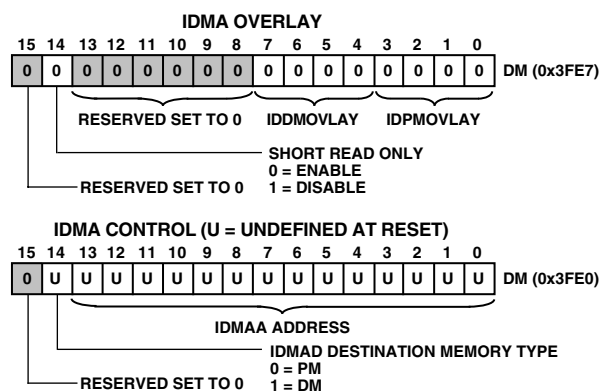 IDMA OVERLAY
15 14 13 12 11 10 9 8 7 6 5 4 3 2 1 0
0 0 0 0 0 0 0 0 0 0 0 0 0 0 0 0 DM (0x3FE7)
RESERVED SET TO 0 IDDMOVLAY IDPMOVLAY
SHORT READ ONLY
0 = ENABLE
RESERVED SET TO 0 1 = DISABLE
IDMA CONTROL (U = UNDEFINED AT RESET)
15 14 13 12 11 10 9 8 7 6 5 4 3 2 1 0
0 U U U U U U U U U U U U U U U DM (0x3FE0)
IDMAA ADDRESS
IDMAD DESTINATION MEMORY TYPE
0 = PM
RESERVED SET TO 0 1 = DM